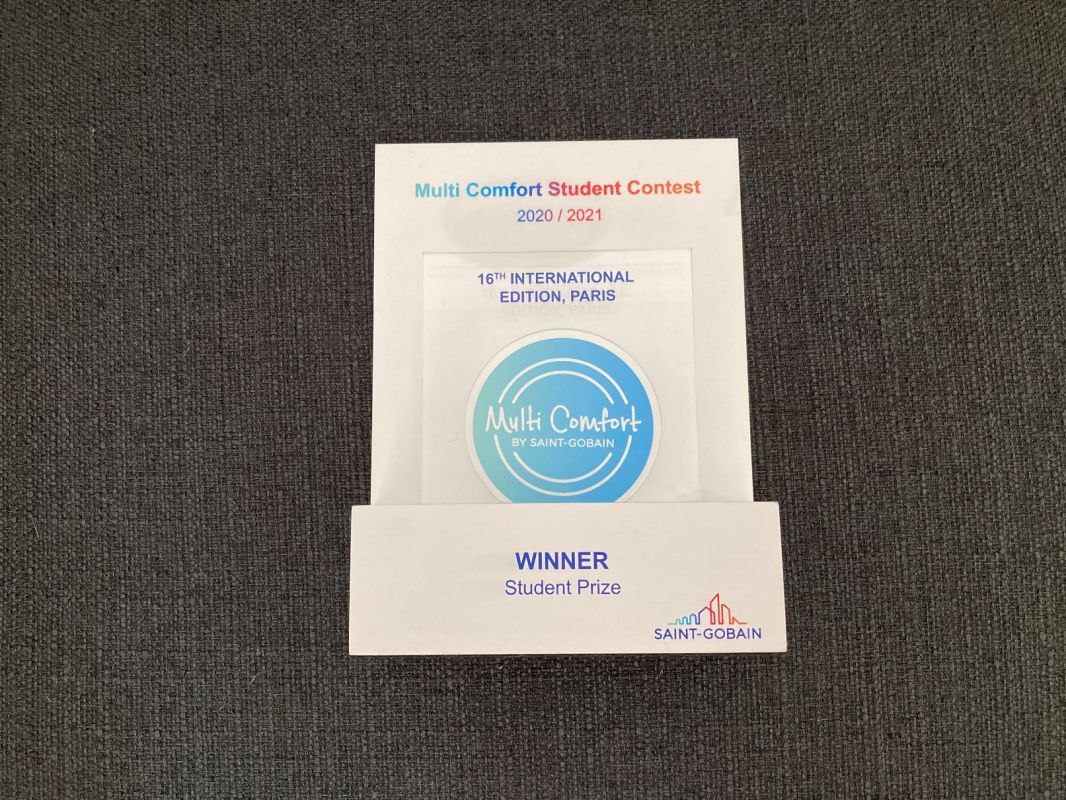 Multi Comfort Student Contest
2020 / 2021
16TH INTERNATIONAL
EDITION, PARIS
Multi Comfort
BY SAINT-GOBAIN
WINNER
Student Prize
SAINT-GOBAIN